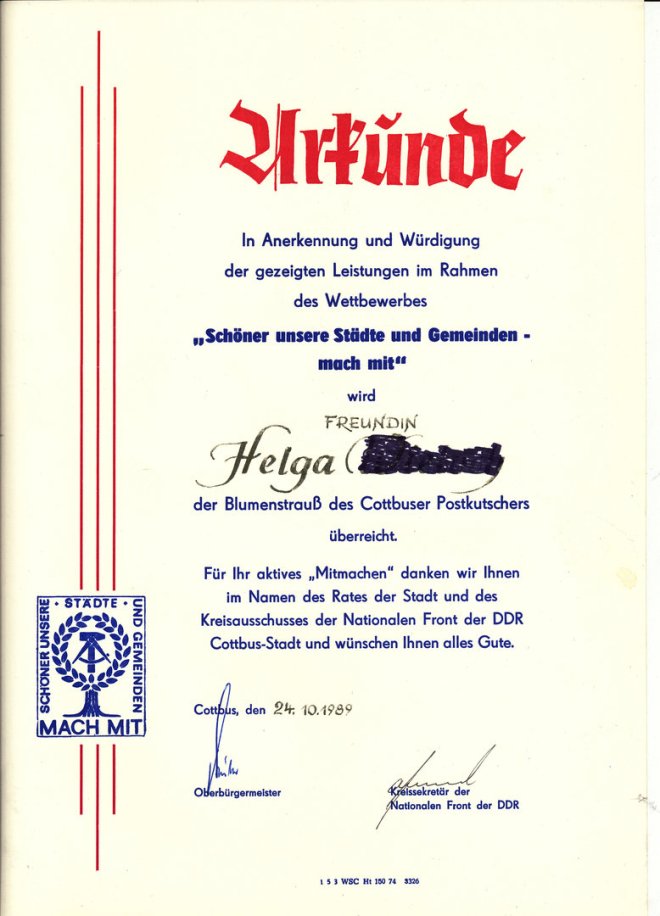 Urkunde
In Anerkennung und Würdigung
der gezeigten Leistungen im Rahmen
des Wettbewerbes
„Schöner unsere Städte und Gemeinden -
mach mit“
wird
FREUNDIN
Helga
der Blumenstrauß des Cottbuser Postkutschers
überreicht.
Für Ihr aktives „Mitmachen“ danken wir Ihnen
im Namen des Rates der Stadt und des
Kreisausschusses der Nationalen Front der DDR
Cottbus-Stadt und wünschen Ihnen alles Gute.
SCHÖNER UNSERE · STÄDTE · UND GEMEINDEN
MACH MIT
Cottbus, den 24. 10. 1989
Oberbürgermeister
Kreissekretär der
Nationalen Front der DDR
1 5 3 WSC Ht 150 74 3326